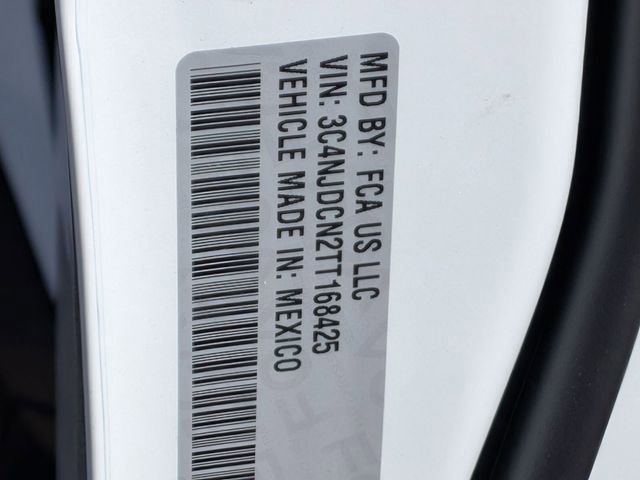 MFD BY: FCA US LLC
VIN: 3C4NJDCN2TT168425
VEHICLE MADE IN: MEXICO